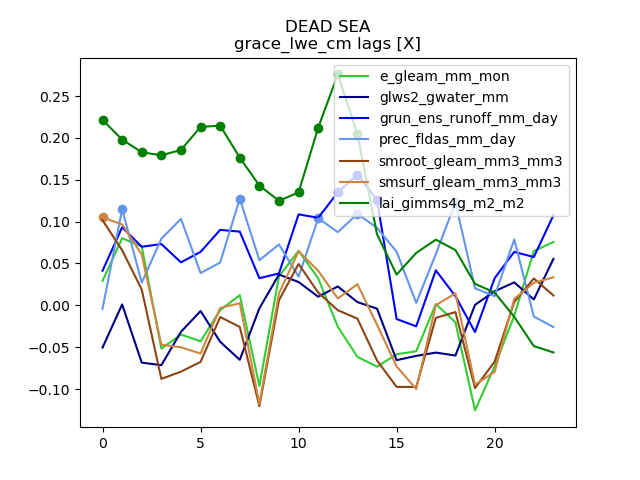 DEAD SEA
grace_lwe_cm lags [X]
e_gleam_mm_mon
glws2_gwater_mm
grun_ens_runoff_mm_day
prec_fldas_mm_day
smroot_gleam_mm3_mm3
smsurf_gleam_mm3_mm3
lai_gimms4g_m2_m2
0.25
0.20
0.15
0.10
0.05
0.00
−0.05
−0.10
0
5
10
15
20